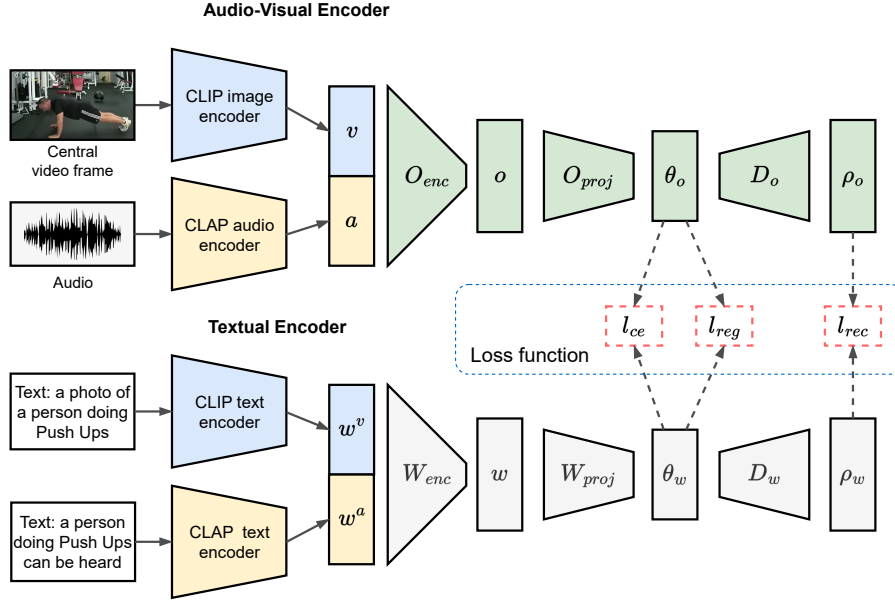 Audio-Visual Encoder
CLIP image
encoder
Central
video frame
CLAP audio
encoder
Audio
v
a
O_enc
o
O_proj
θ_o
D_o
ρ_o
l_ce
l_reg
l_rec
Loss function
Textual Encoder
Text: a photo of
a person doing
Push Ups
CLIP text
encoder
Text: a person
doing Push Ups
can be heard
CLAP text
encoder
w^v
w^a
W_enc
w
W_proj
θ_w
D_w
ρ_w